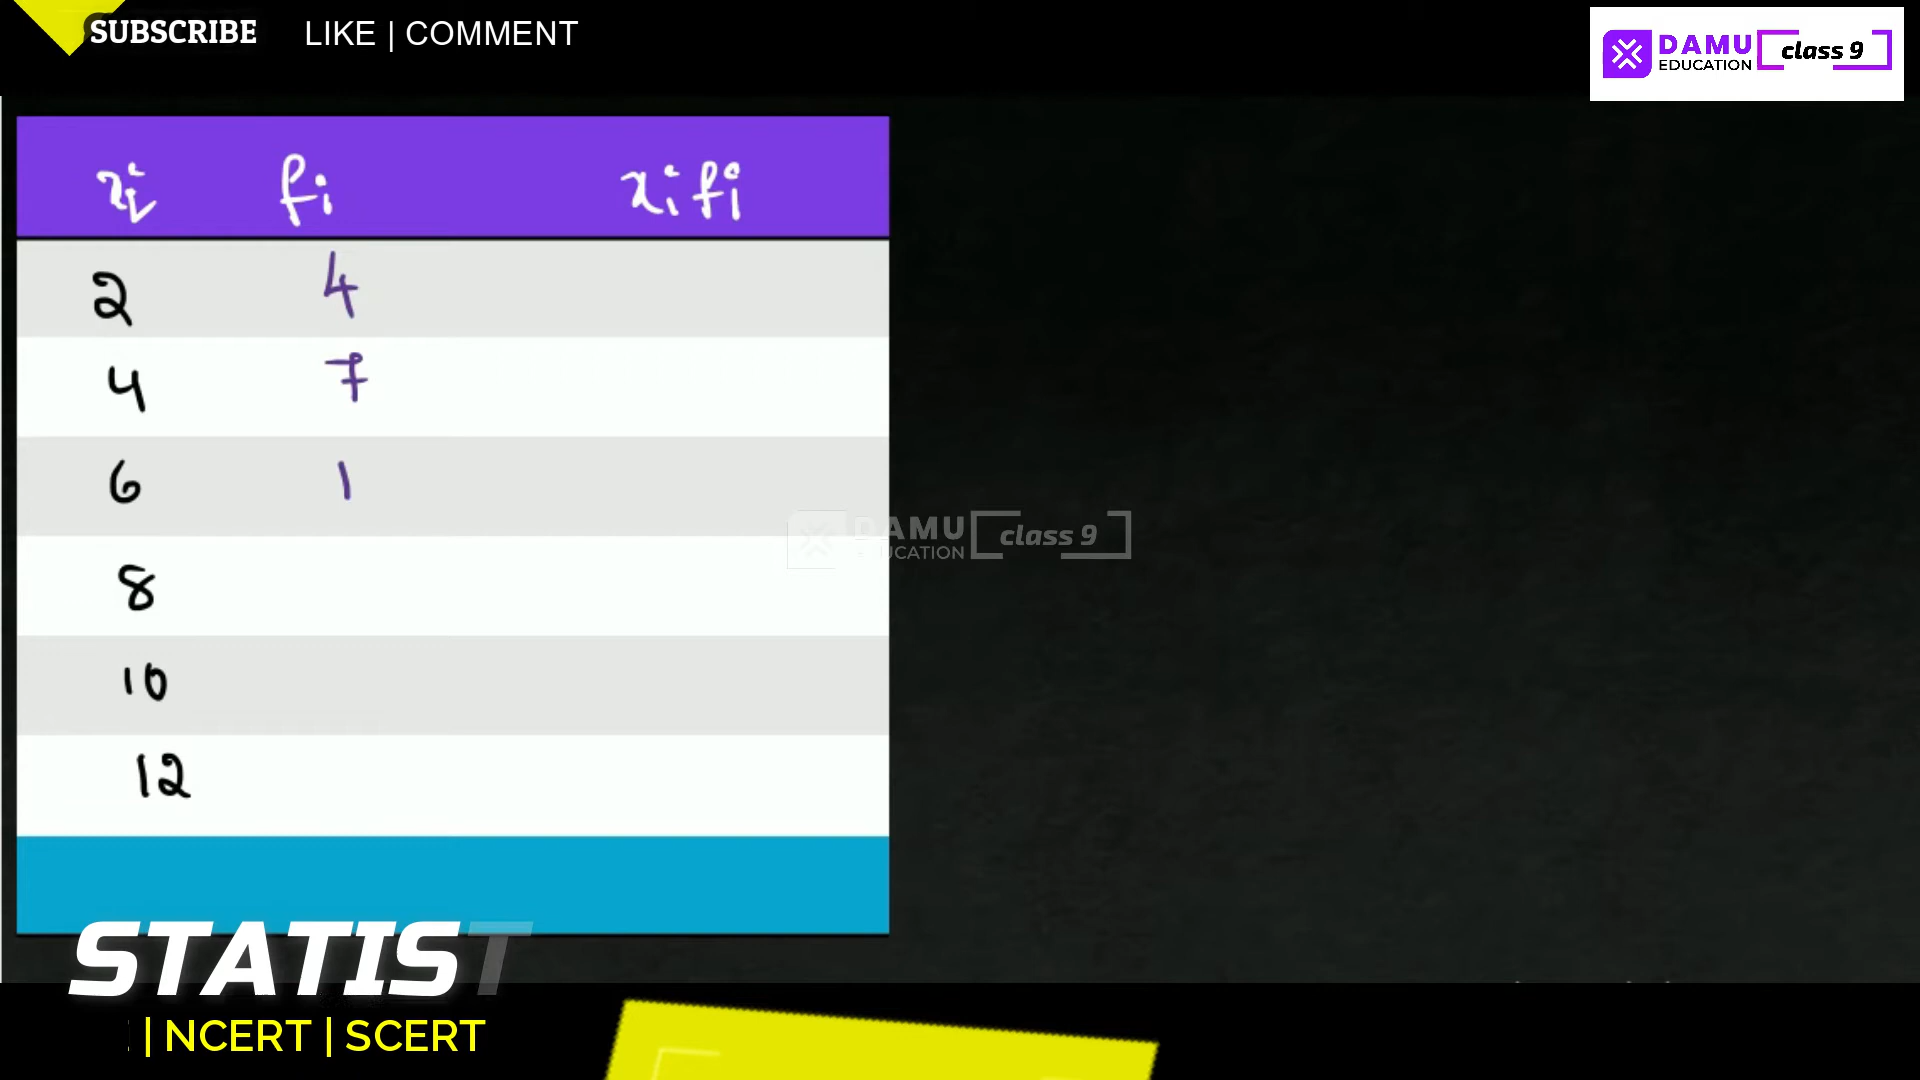 SUBSCRIBE LIKE | COMMENT
DAMU EDUCATION class 9
xi fi xifi
2 4
4 7
6 1
8
10
12
DAMU EDUCATION class 9
STATIST
| NCERT | SCERT